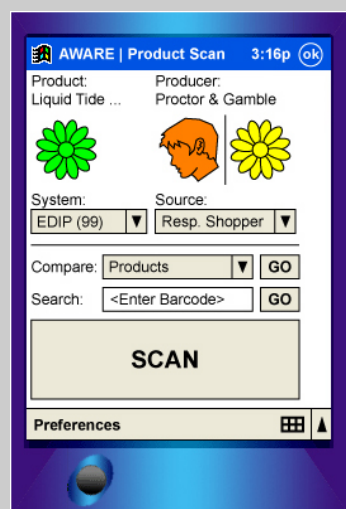 AWARE | Product Scan 3:16p ok
Product: Producer:
Liquid Tide ... Proctor & Gamble
System: Source:
EDIP (99) Resp. Shopper
Compare: Products GO
Search: <Enter Barcode> GO
SCAN
Preferences